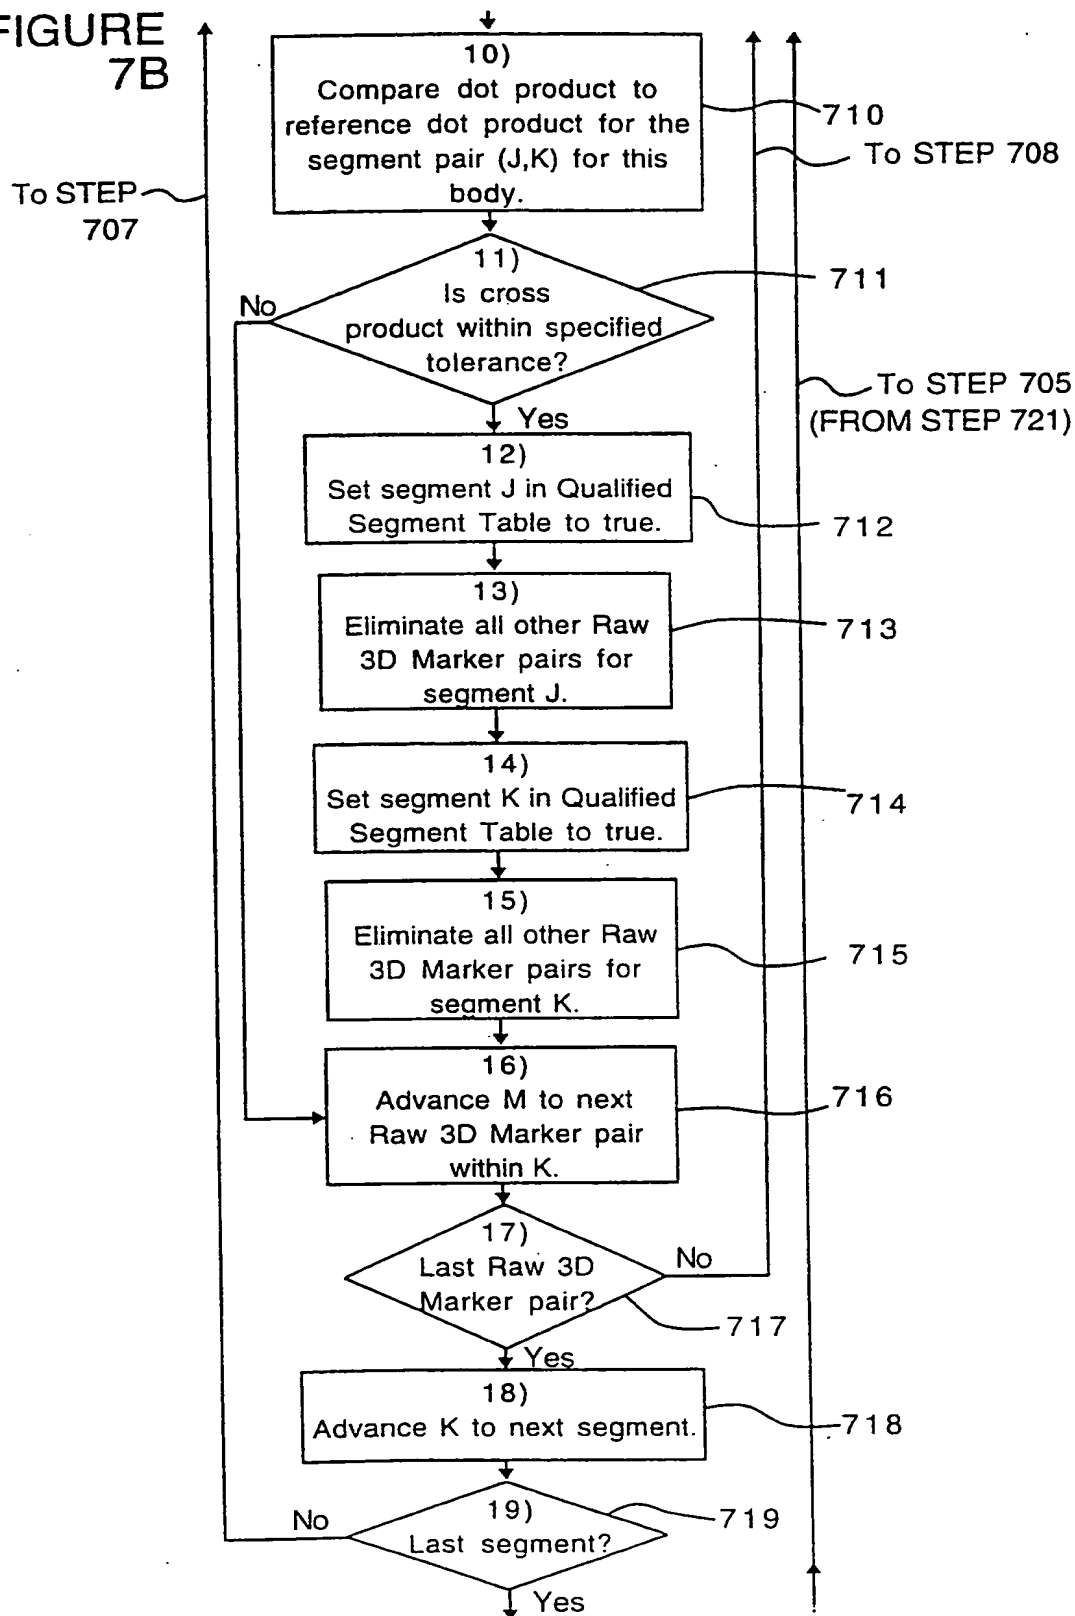 FIGURE
7B
10)
Compare dot product to
reference dot product for the
segment pair (J,K) for this
body.
710
To STEP 708
To STEP
707
11)
Is cross
product within specified
tolerance?
711
No
To STEP 705
(FROM STEP 721)
Yes
12)
Set segment J in Qualified
Segment Table to true.
712
13)
Eliminate all other Raw
3D Marker pairs for
segment J.
713
14)
Set segment K in Qualified
Segment Table to true.
714
15)
Eliminate all other Raw
3D Marker pairs for
segment K.
715
16)
Advance M to next
Raw 3D Marker pair
within K.
716
17)
Last Raw 3D
Marker pair?
No
717
Yes
18)
Advance K to next segment.
718
19)
Last segment?
No
719
Yes